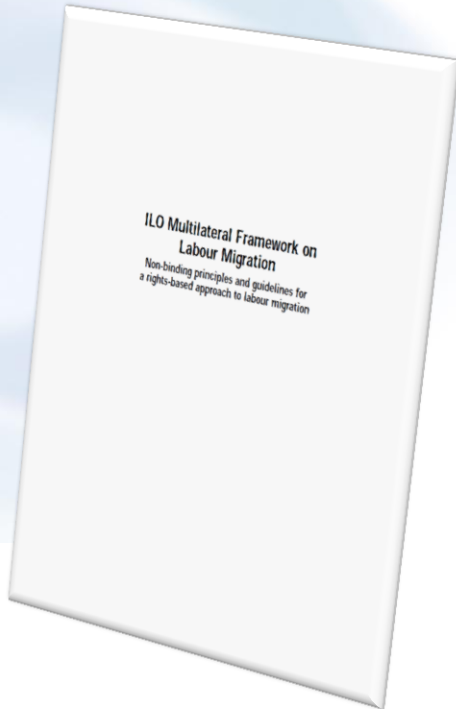 ILO Multilateral Framework on
Labour Migration
Non-binding principles and guidelines for
a rights-based approach to labour migration